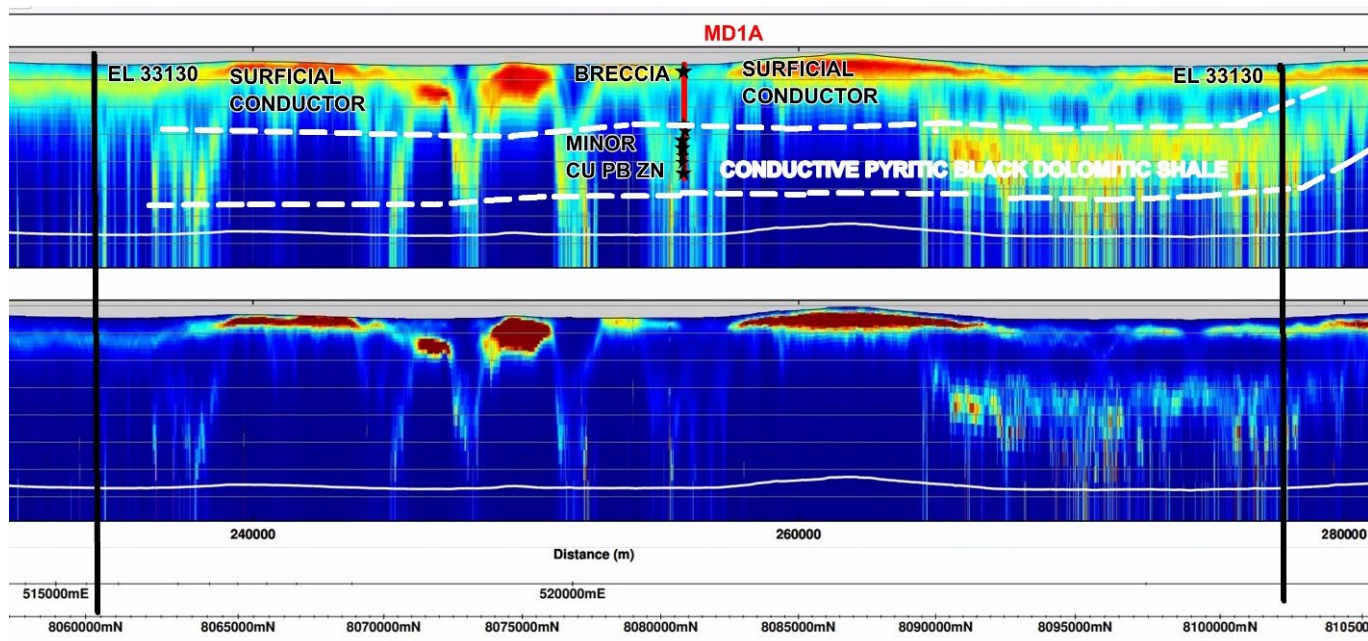 MD1A
EL 33130
SURFICIAL
CONDUCTOR
BRECCIA
SURFICIAL
CONDUCTOR
EL 33130
MINOR
CU PB ZN
CONDUCTIVE PYRITIC BLACK DOLOMITIC SHALE
240000
260000
280000
Distance (m)
515000mE
520000mE
8060000mN
8065000mN
8070000mN
8075000mN
8080000mN
8085000mN
8090000mN
8095000mN
8100000mN
810500